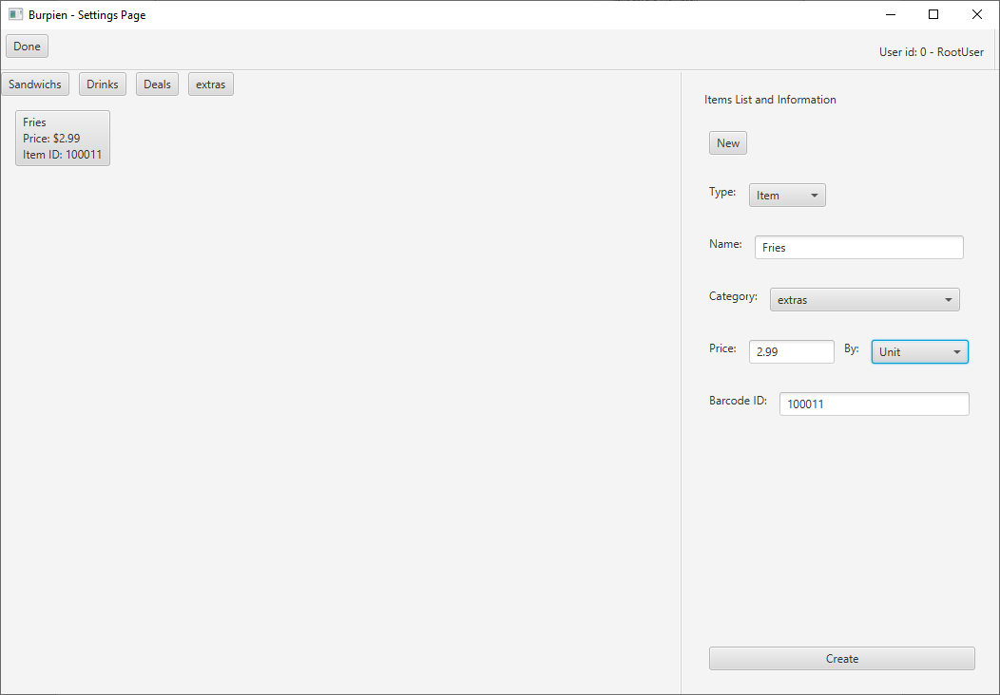 Burpien - Settings Page
Done
User id: 0 - RootUser
Sandwichs Drinks Deals extras
Fries
Price: $2.99
Item ID: 100011
Items List and Information
New
Type: Item
Name: Fries
Category: extras
Price: 2.99 By: Unit
Barcode ID: 100011
Create